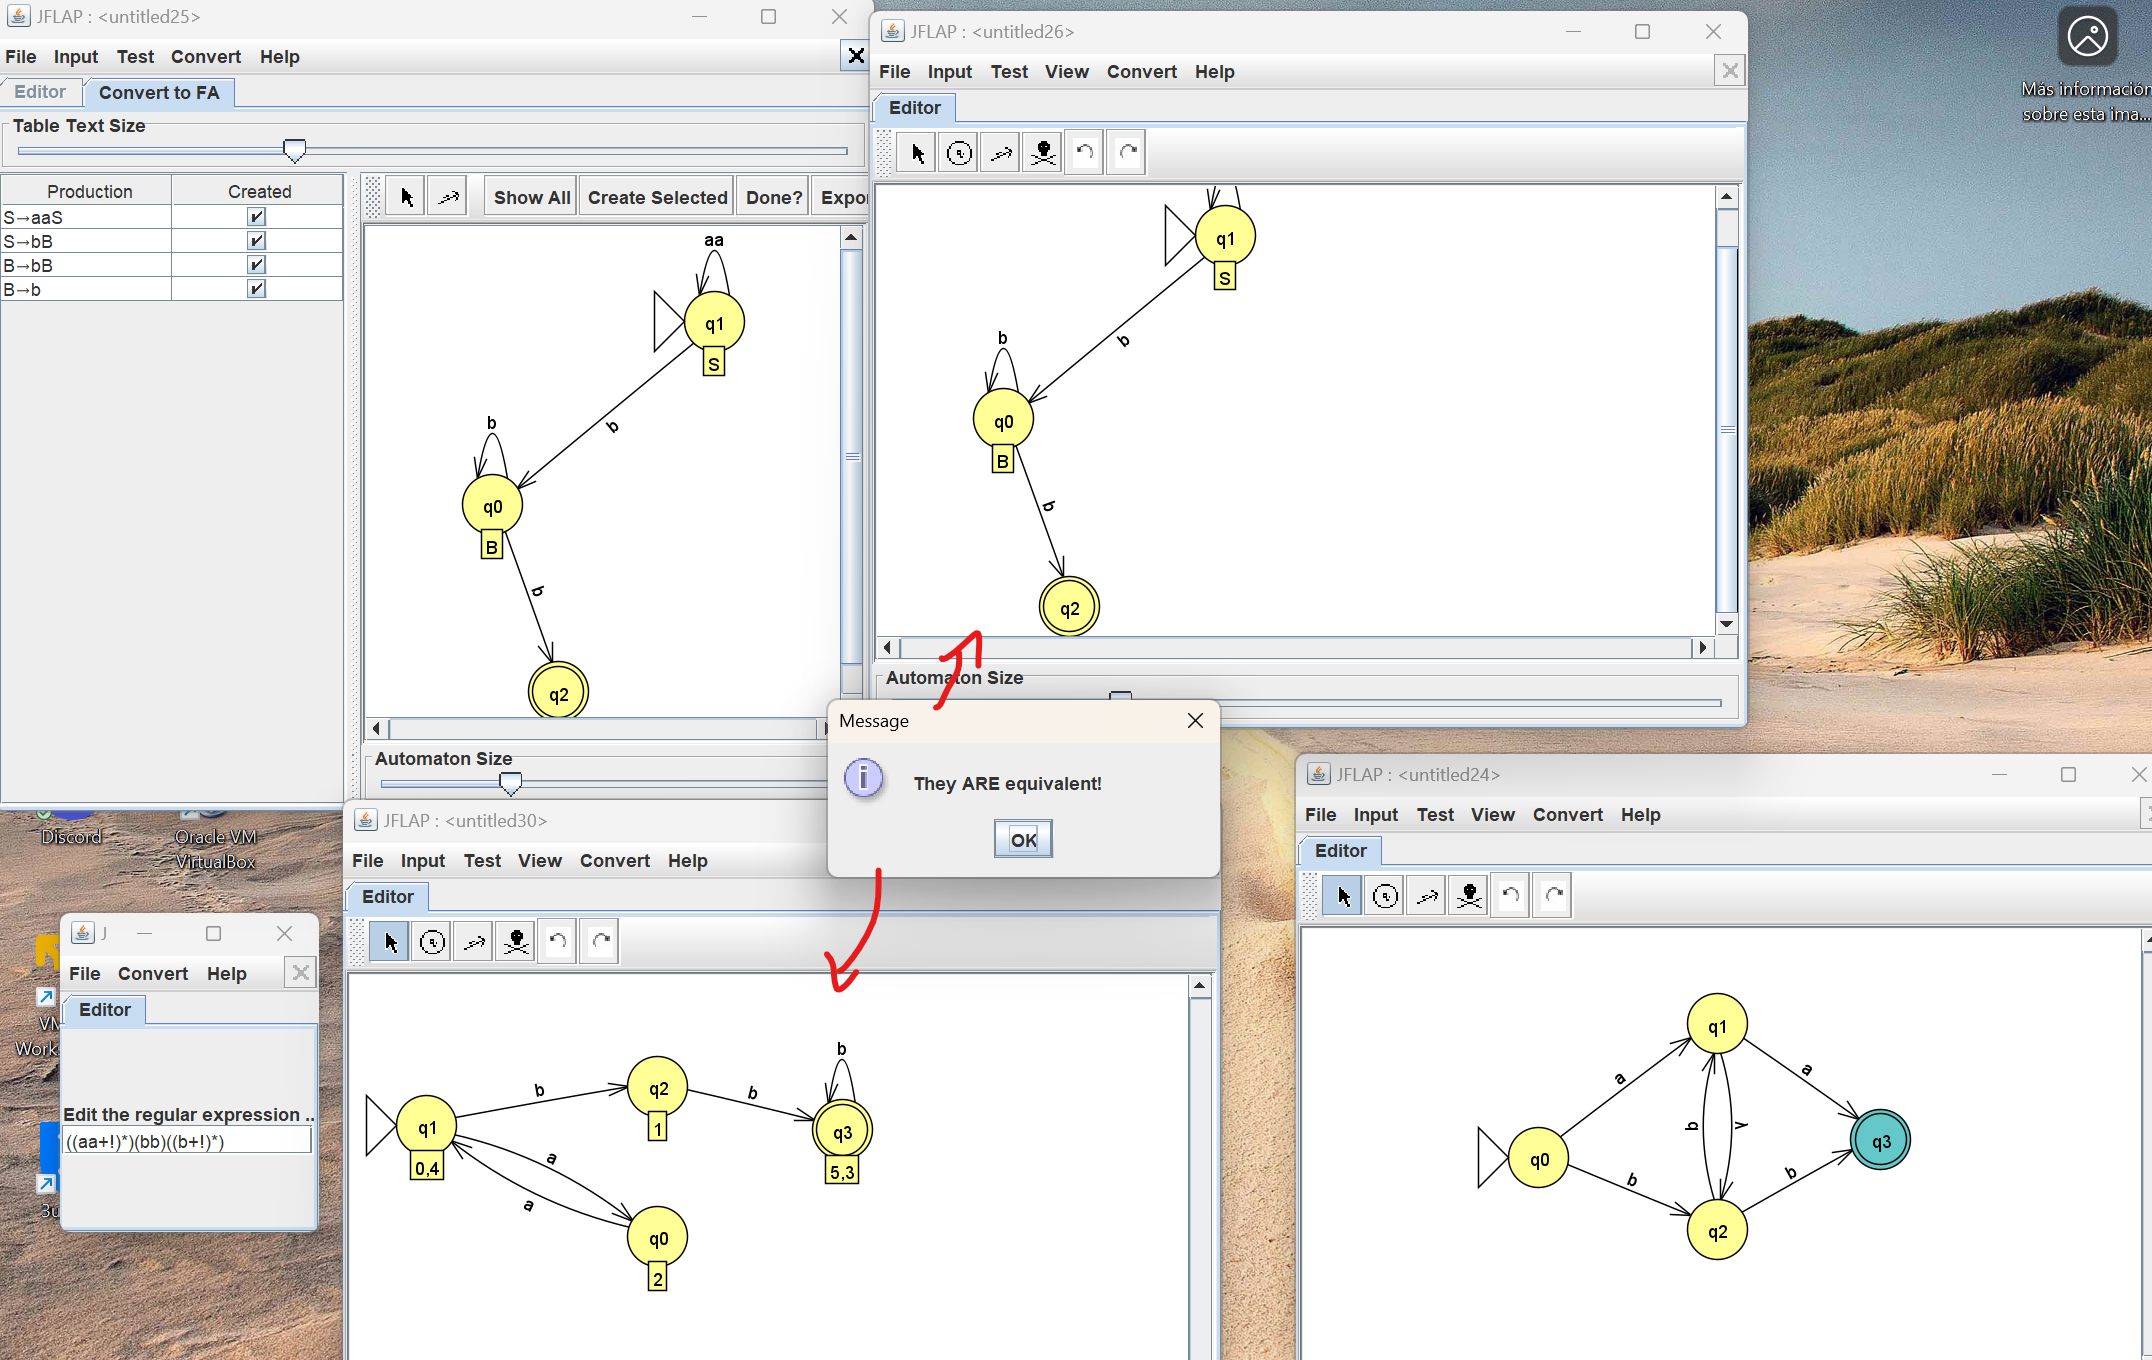 JFLAP : <untitled25>
File Input Test Convert Help
Editor Convert to FA
Table Text Size
Production Created
S→aaS
S→bB
B→bB
B→b
Show All Create Selected Done? Expor
aa
q1
S
b
b
q0
B
b
q2
Automaton Size
JFLAP : <untitled26>
File Input Test View Convert Help
Editor
q1
S
b
b
q0
B
b
q2
Automaton Size
Más información
sobre esta ima...
Message
They ARE equivalent!
OK
Discord
Oracle VM
VirtualBox
VM
Work
3u
J
File Convert Help
Editor
Edit the regular expression ..
((aa+!)*)(bb)((b+!)*)
JFLAP : <untitled30>
File Input Test View Convert Help
Editor
b
q2
1
b
b
q3
5,3
q1
0,4
a
a
q0
2
JFLAP : <untitled24>
File Input Test View Convert Help
Editor
q1
a
a
b
λ
q3
q0
b
b
q2